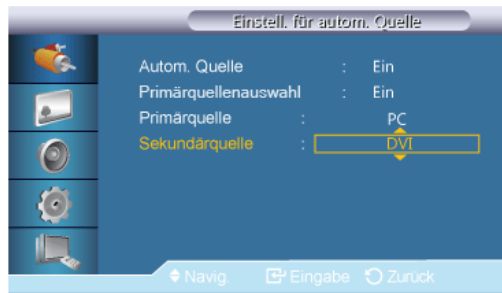 Einstell. für autom. Quelle
Autom. Quelle : Ein
Primärquellenauswahl : Ein
Primärquelle : PC
Sekundärquelle : DVI
Navig. Eingabe Zurück